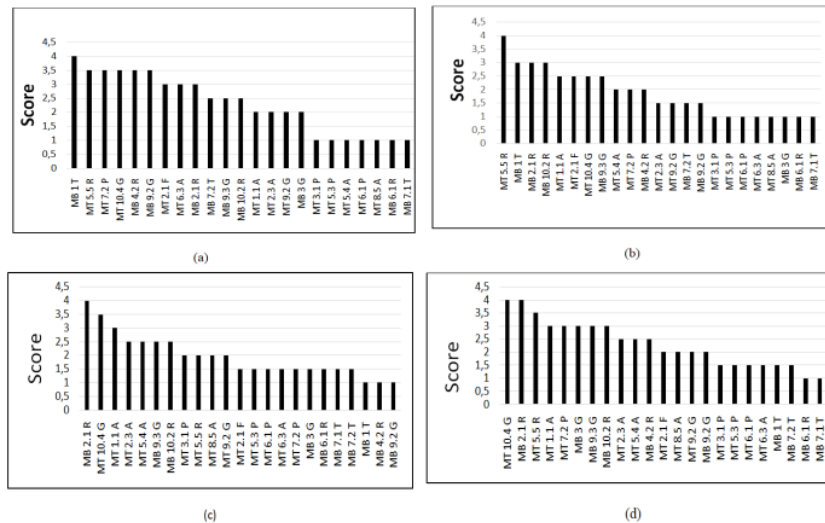 Score
4,5
4
3,5
3
2,5
2
1,5
1
0,5
0
MB 1 T
MT 5.5 R
MT 7.2 P
MT 10.4 G
MB 4.2 R
MB 9.2 G
MT 2.1 F
MT 6.3 A
MB 2.1 R
MB 7.2 T
MB 9.3 G
MB 10.2 R
MT 1.1 A
MT 2.3 A
MT 9.2 G
MB 3 G
MT 3.1 P
MT 5.3 P
MT 5.4 A
MT 6.1 P
MT 8.5 A
MB 6.1 R
MB 7.1 T
(a)
Score
4,5
4
3,5
3
2,5
2
1,5
1
0,5
0
MT 5.5 R
MB 1 T
MB 2.1 R
MB 10.2 R
MT 1.1 A
MT 2.1 F
MT 10.4 G
MB 9.3 G
MT 5.4 A
MT 7.2 P
MB 4.2 R
MT 2.3 A
MT 9.2 G
MB 7.2 T
MB 9.2 G
MT 3.1 P
MT 5.3 P
MT 6.1 P
MT 6.3 A
MT 8.5 A
MB 3 G
MB 6.1 R
MB 7.1 T
(b)
Score
4,5
4
3,5
3
2,5
2
1,5
1
0,5
0
MB 2.1 R
MT 10.4 G
MT 1.1 A
MT 2.3 A
MT 5.4 A
MB 9.3 G
MB 10.2 R
MT 3.1 P
MT 5.5 R
MT 8.5 A
MT 9.2 G
MT 2.1 F
MT 5.3 P
MT 6.1 P
MT 6.3 A
MT 7.2 P
MB 3 G
MB 6.1 R
MB 7.1 T
MB 7.2 T
MB 1 T
MB 4.2 R
MB 9.2 G
(c)
Score
4,5
4
3,5
3
2,5
2
1,5
1
0,5
0
MT 10.4 G
MB 2.1 R
MT 5.5 R
MT 1.1 A
MT 7.2 P
MB 3 G
MB 9.3 G
MB 10.2 R
MT 2.3 A
MT 5.4 A
MB 4.2 R
MT 2.1 F
MT 8.5 A
MT 9.2 G
MB 9.2 G
MT 3.1 P
MT 5.3 P
MT 6.1 P
MT 6.3 A
MB 1 T
MB 7.2 T
MB 6.1 R
MB 7.1 T
(d)